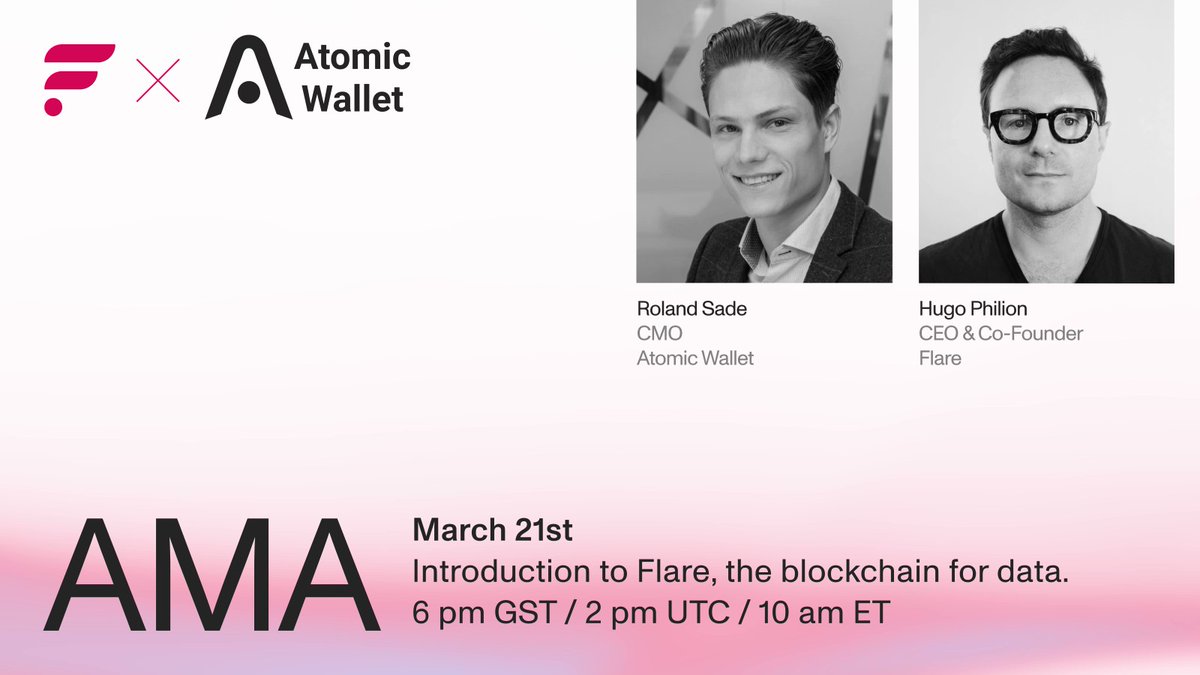 Atomic
Wallet
Roland Sade
CMO
Atomic Wallet
Hugo Philion
CEO & Co-Founder
Flare
AMA
March 21st
Introduction to Flare, the blockchain for data.
6 pm GST / 2 pm UTC / 10 am ET